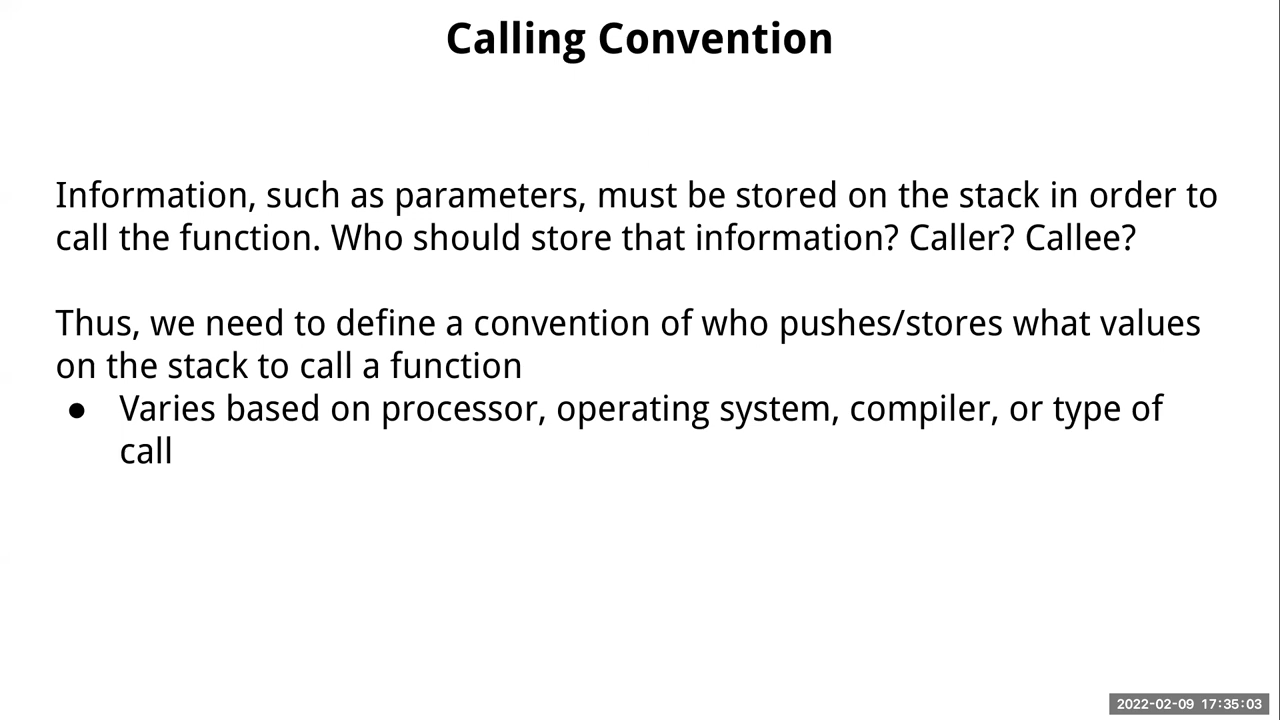 Calling Convention
Information, such as parameters, must be stored on the stack in order to
call the function. Who should store that information? Caller? Callee?
Thus, we need to define a convention of who pushes/stores what values
on the stack to call a function
● Varies based on processor, operating system, compiler, or type of
call
2022-02-09 17:35:03